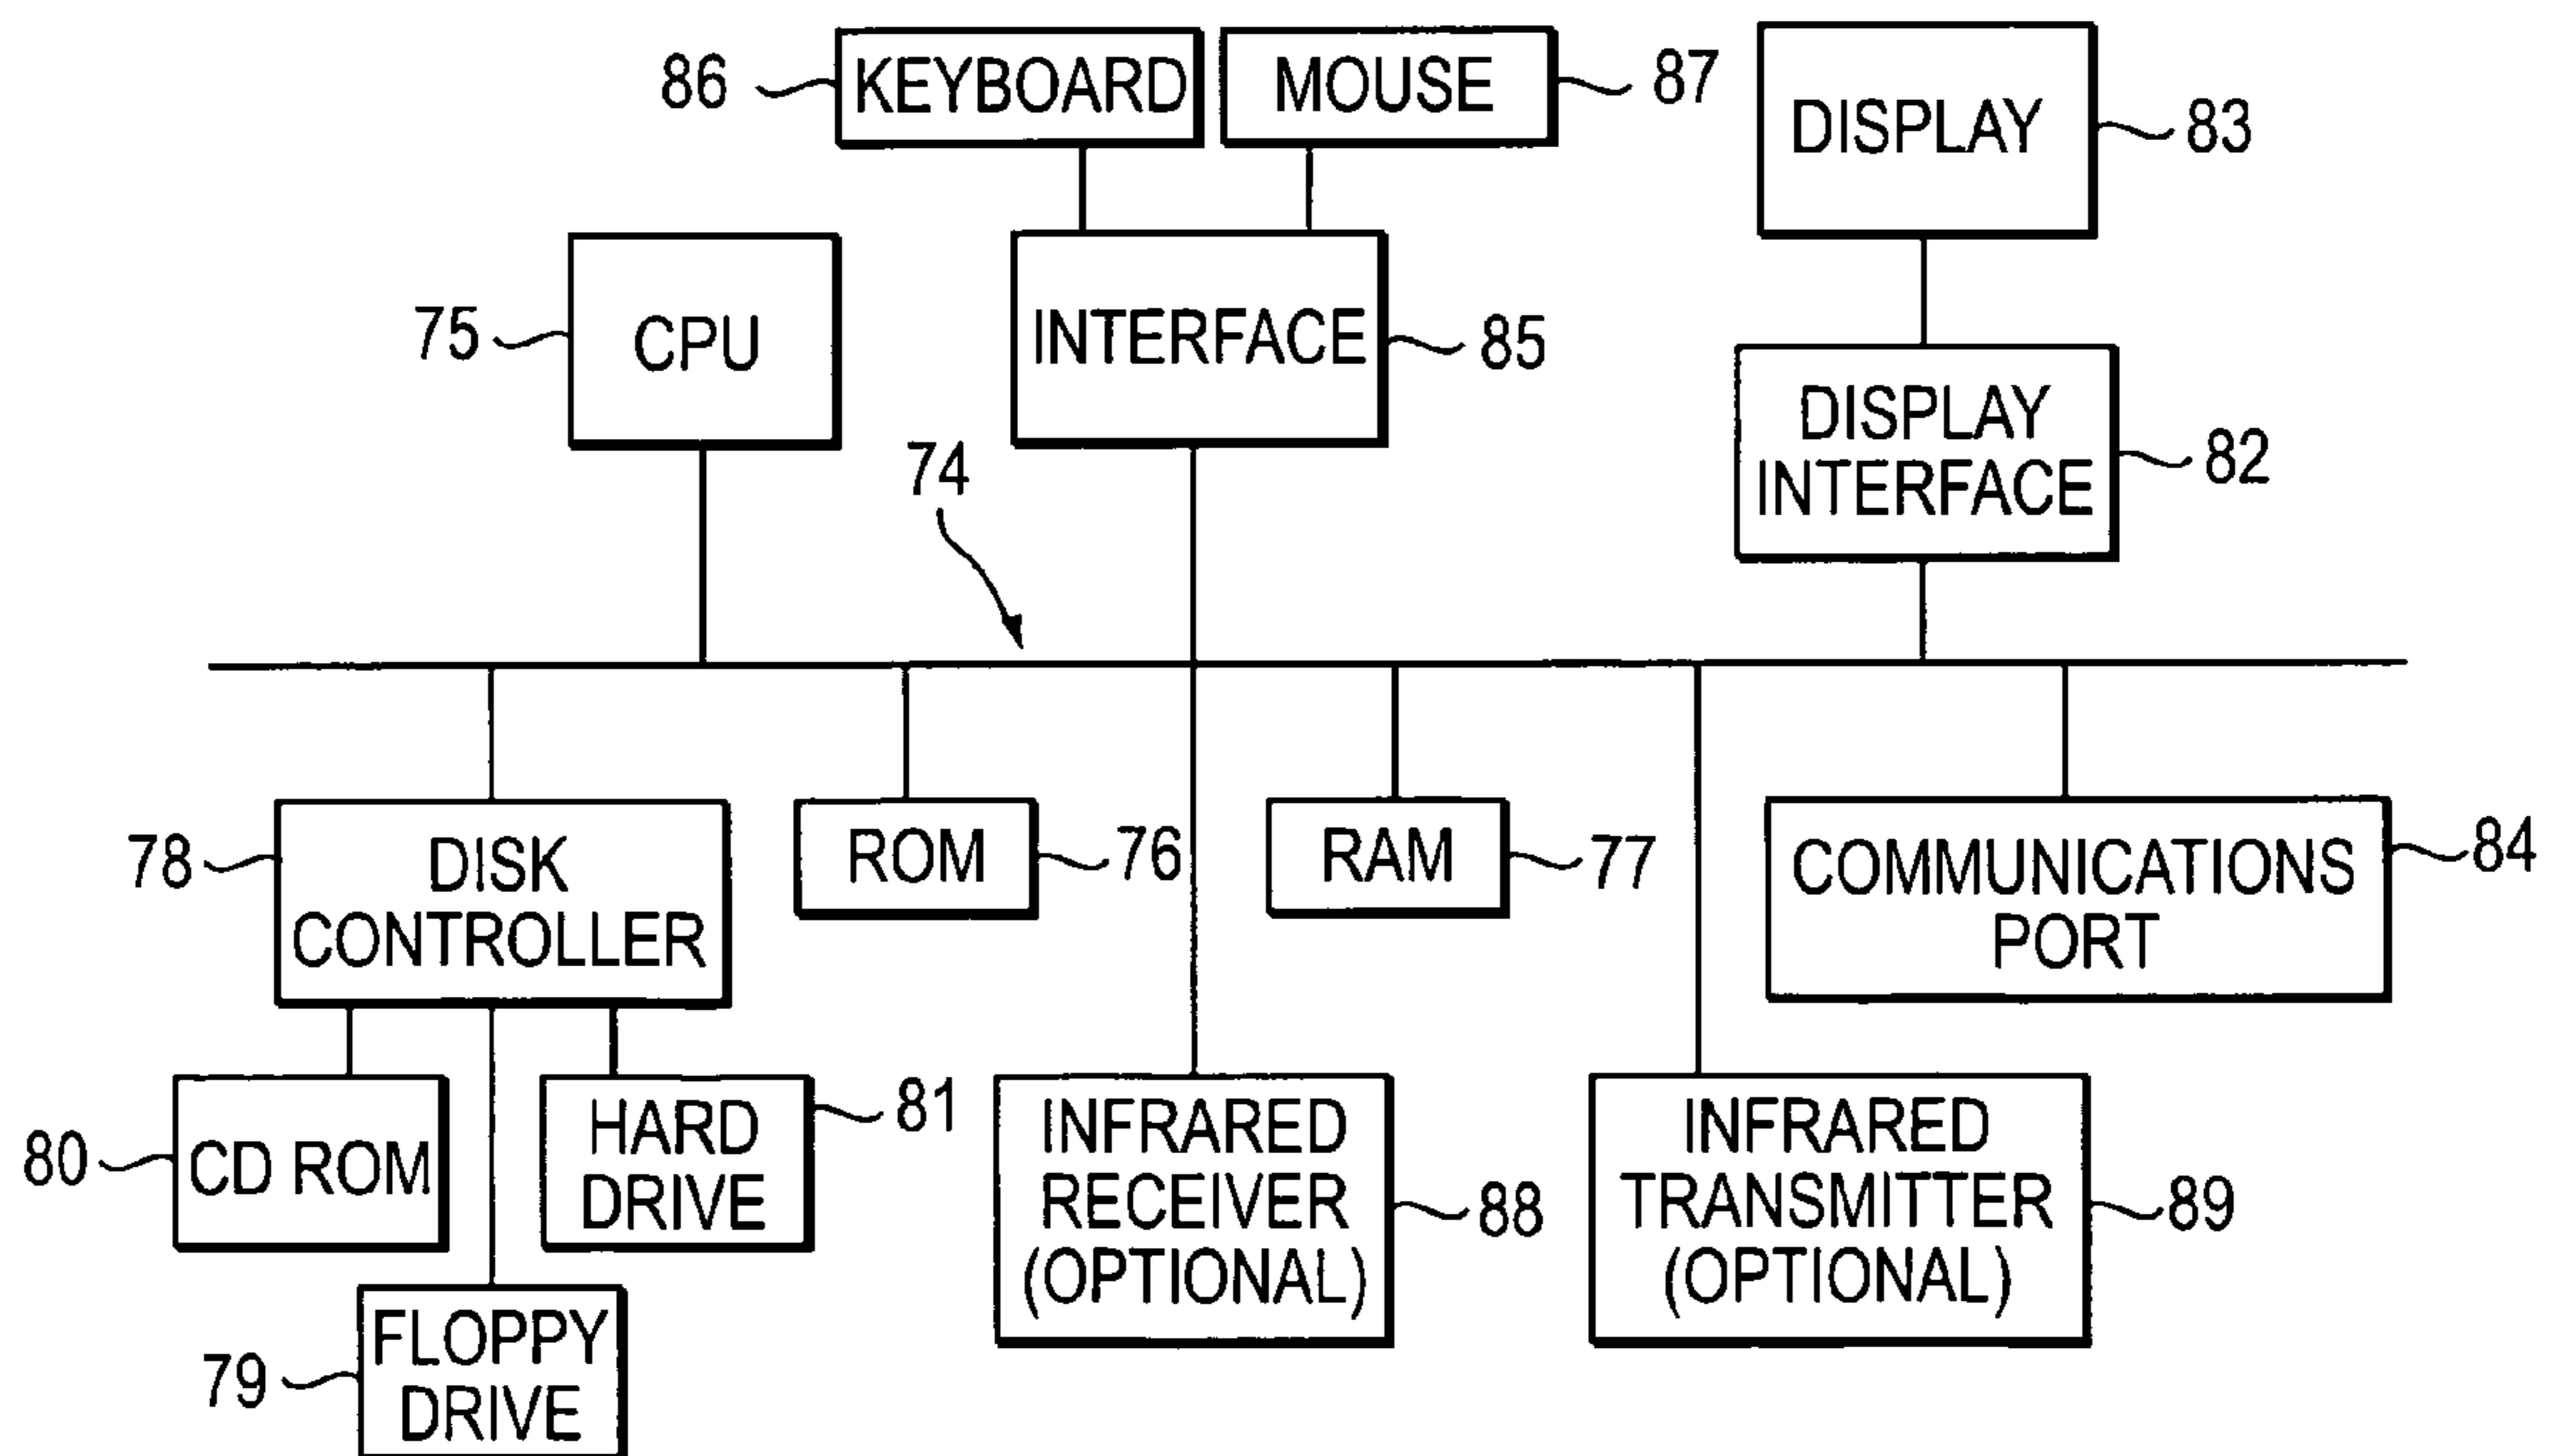 86
KEYBOARD
MOUSE
87
DISPLAY
83
75
CPU
INTERFACE
85
DISPLAY
INTERFACE
82
74
78
DISK
CONTROLLER
ROM
76
RAM
77
COMMUNICATIONS
PORT
84
80
CD ROM
HARD
DRIVE
81
INFRARED
RECEIVER
(OPTIONAL)
88
INFRARED
TRANSMITTER
(OPTIONAL)
89
79
FLOPPY
DRIVE